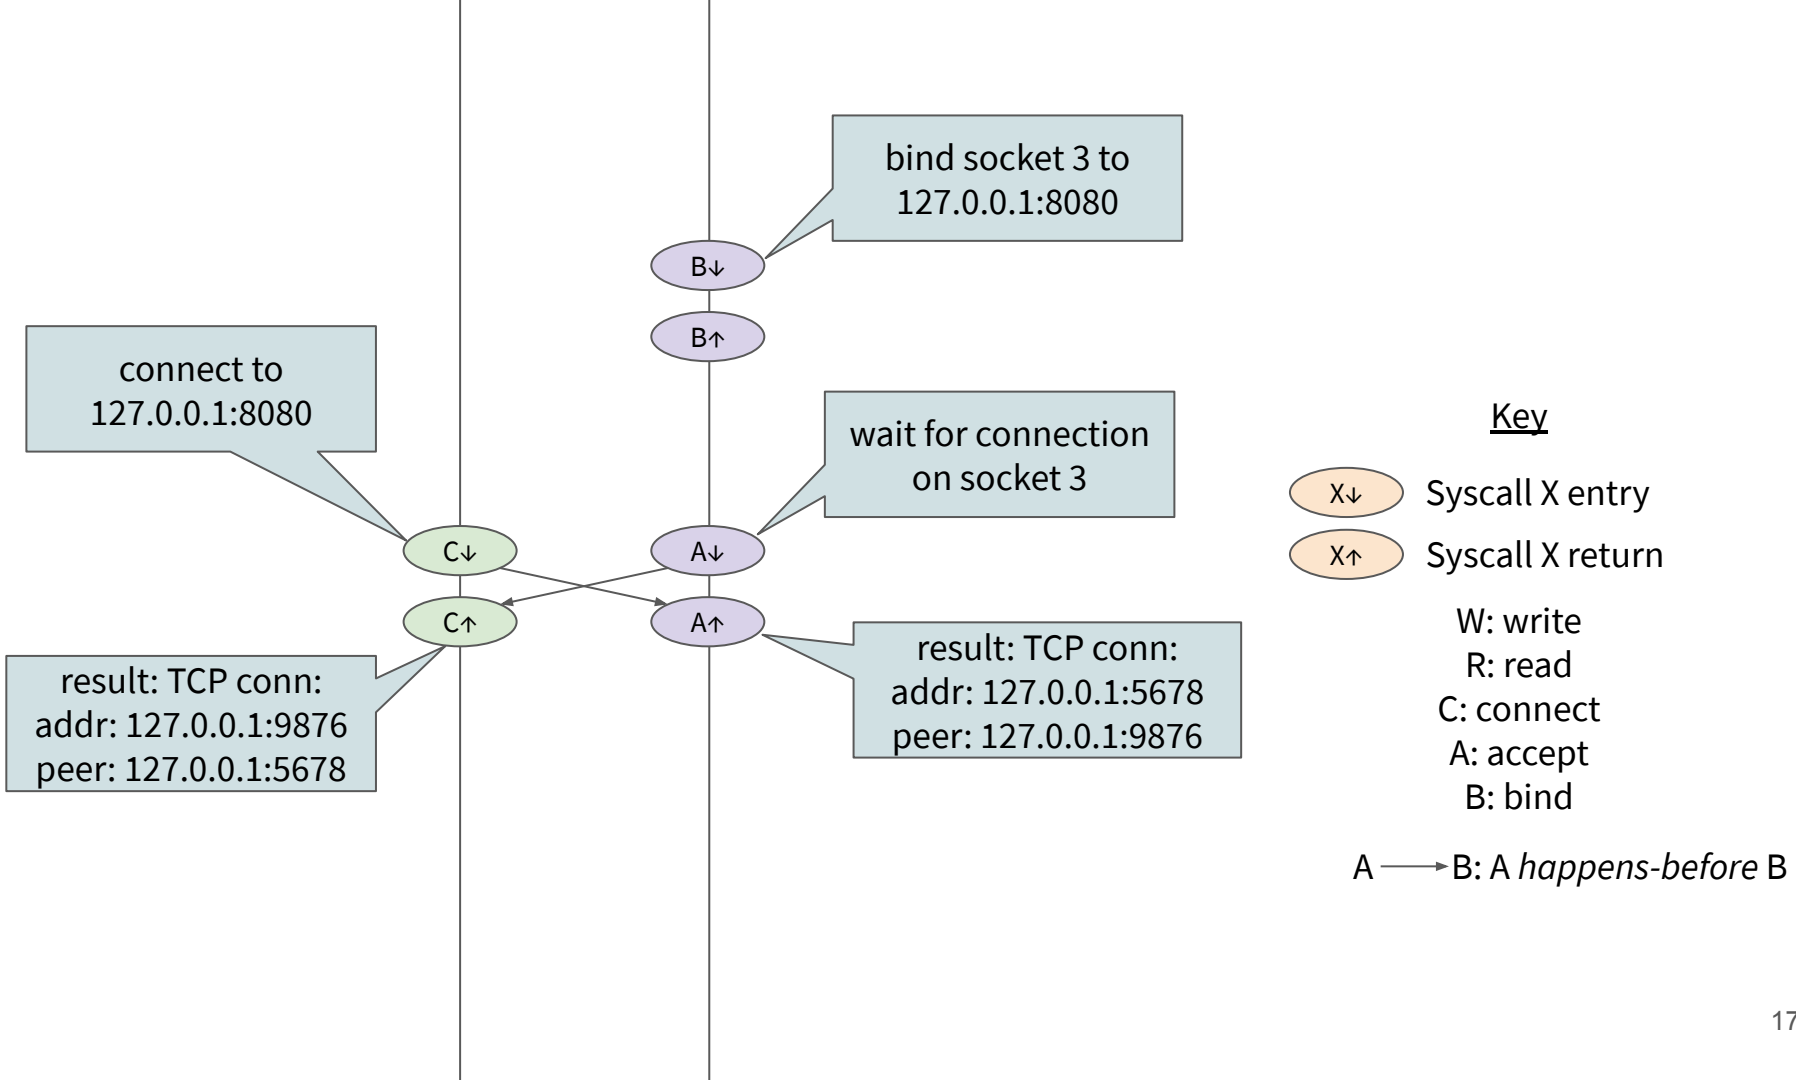 bind socket 3 to
127.0.0.1:8080
B↓
B↑
connect to
127.0.0.1:8080
wait for connection
on socket 3
C↓
A↓
C↑
A↑
result: TCP conn:
addr: 127.0.0.1:9876
peer: 127.0.0.1:5678
result: TCP conn:
addr: 127.0.0.1:5678
peer: 127.0.0.1:9876
Key
X↓ Syscall X entry
X↑ Syscall X return
W: write
R: read
C: connect
A: accept
B: bind
A → B: A happens-before B
17